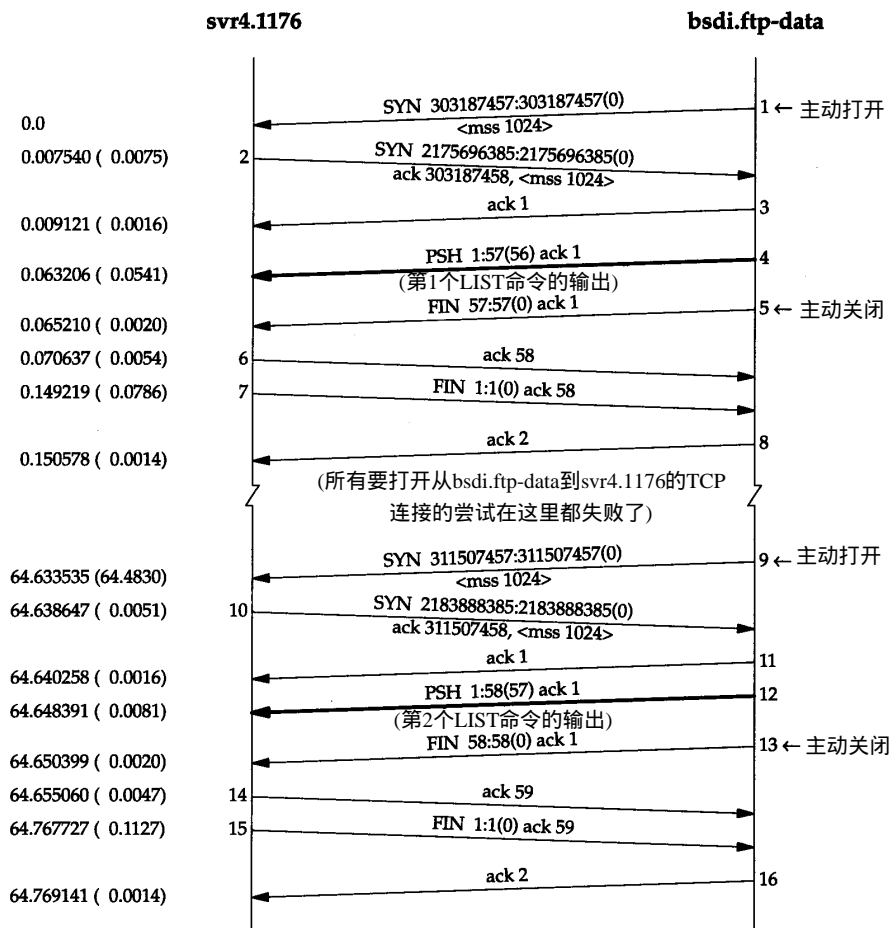 svr4.1176 bsdi.ftp-data
SYN 303187457:303187457(0) 1 ← 主动打开
0.0 <mss 1024>
0.007540 ( 0.0075) 2 SYN 2175696385:2175696385(0)
ack 303187458, <mss 1024>
ack 1 3
0.009121 ( 0.0016)
PSH 1:57(56) ack 1 4
0.063206 ( 0.0541) (第1个LIST命令的输出)
FIN 57:57(0) ack 1 5 ← 主动关闭
0.065210 ( 0.0020)
0.070637 ( 0.0054) 6 ack 58
0.149219 ( 0.0786) 7 FIN 1:1(0) ack 58
ack 2 8
0.150578 ( 0.0014)
(所有要打开从bsdi.ftp-data到svr4.1176的TCP
连接的尝试在这里都失败了)
SYN 311507457:311507457(0) 9 ← 主动打开
64.633535 (64.4830) <mss 1024>
64.638647 ( 0.0051) 10 SYN 2183888385:2183888385(0)
ack 311507458, <mss 1024>
ack 1 11
64.640258 ( 0.0016)
PSH 1:58(57) ack 1 12
64.648391 ( 0.0081) (第2个LIST命令的输出)
FIN 58:58(0) ack 1 13 ← 主动关闭
64.650399 ( 0.0020)
64.655060 ( 0.0047) 14 ack 59
64.767727 ( 0.1127) 15 FIN 1:1(0) ack 59
ack 2 16
64.769141 ( 0.0014)